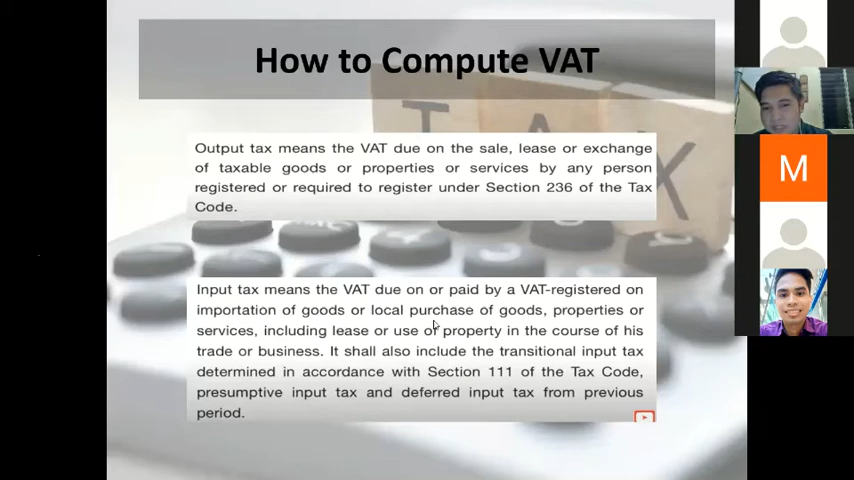 How to Compute VAT
Output tax means the VAT due on the sale, lease or exchange
of taxable goods or properties or services by any person
registered or required to register under Section 236 of the Tax
Code.
Input tax means the VAT due on or paid by a VAT-registered on
importation of goods or local purchase of goods, properties or
services, including lease or use of property in the course of his
trade or business. It shall also include the transitional input tax
determined in accordance with Section 111 of the Tax Code,
presumptive input tax and deferred input tax from previous
period.
TAX
M